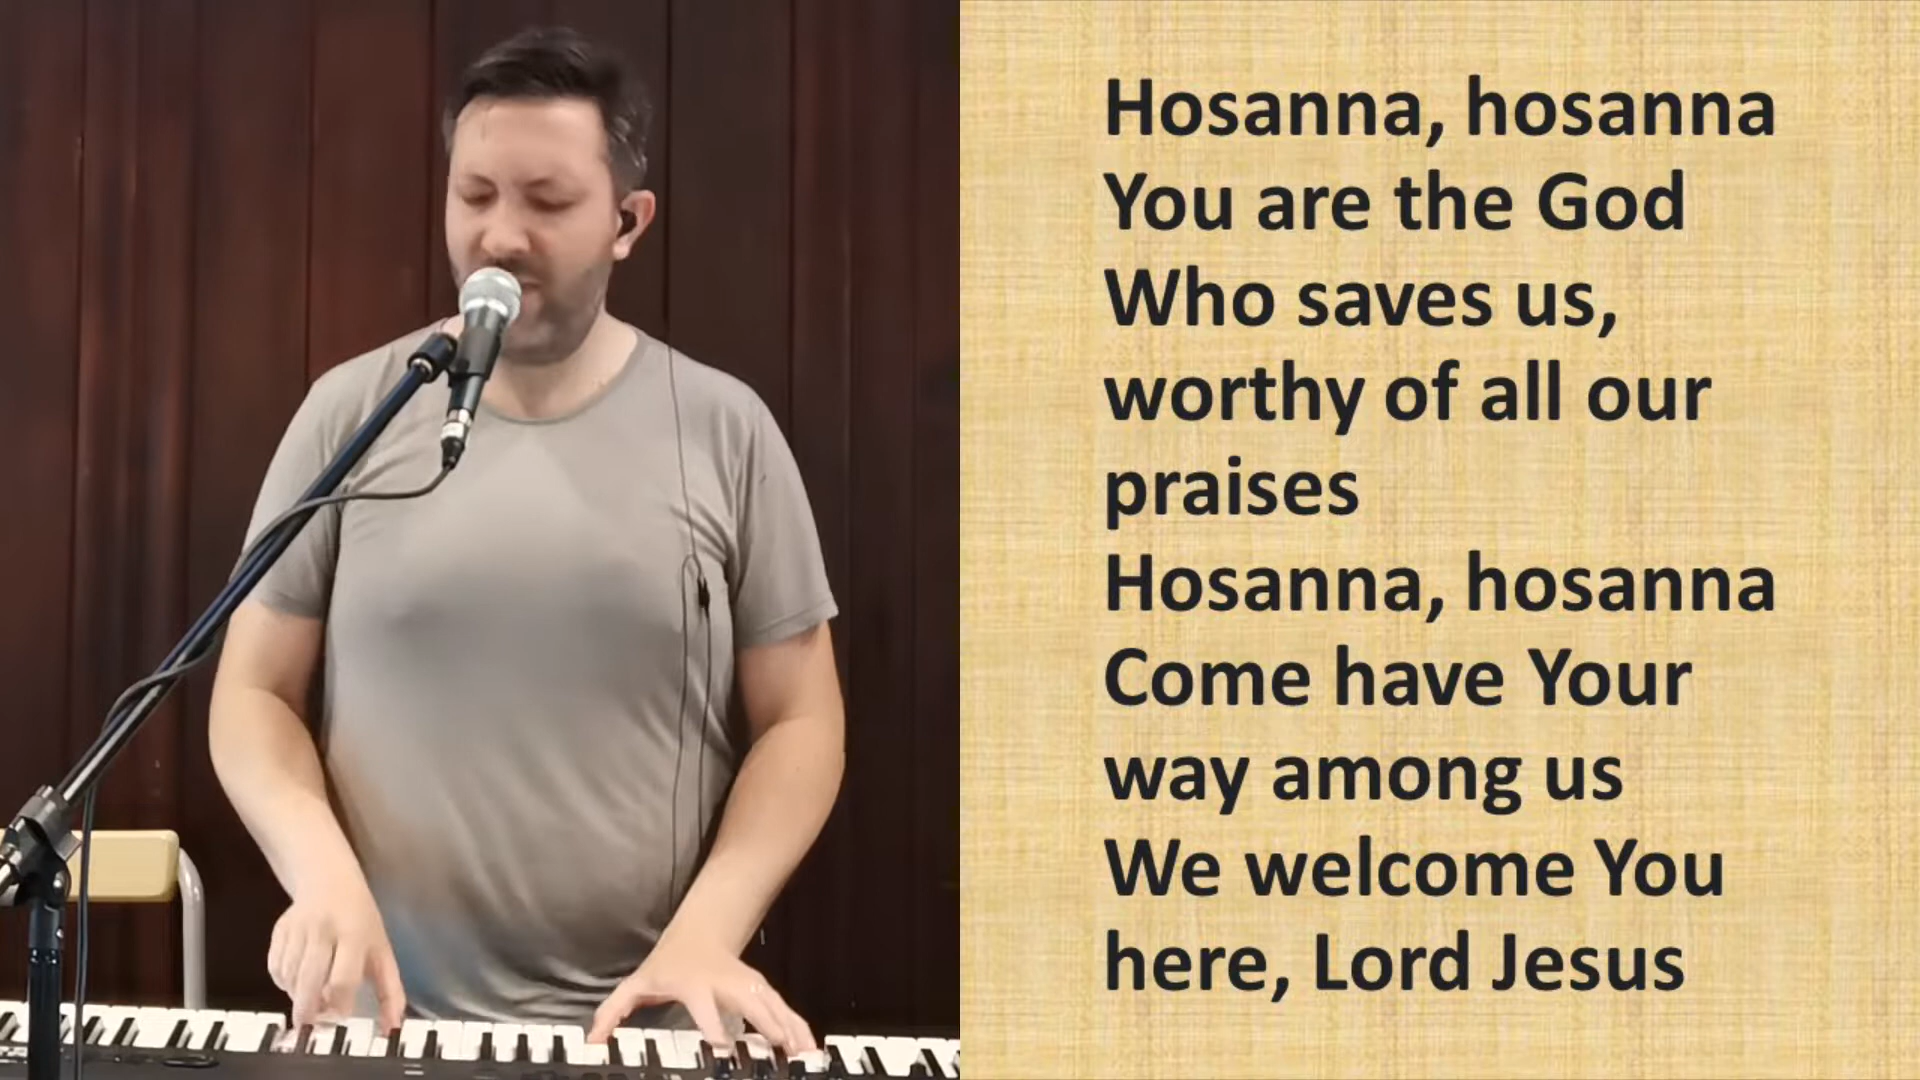 Hosanna, hosanna
You are the God
Who saves us,
worthy of all our
praises
Hosanna, hosanna
Come have Your
way among us
We welcome You
here, Lord Jesus